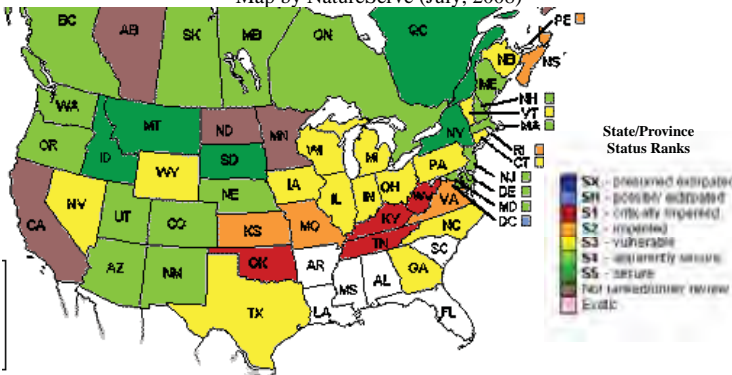 Map by NatureServe (July, 2008)
BC
AB
SK
MB
ON
QC
PE
NB
NS
ME
WA
MT
ND
MN
NH
VT
MA
OR
ID
SD
WI
MI
NY
State/Province
Status Ranks
WY
IA
PA
RI
CT
NV
NE
IL
IN
OH
NJ
DE
MD
DC
CA
UT
CO
KS
MO
KY
WV
VA
AZ
NM
OK
AR
TN
NC
SC
TX
LA
MS
AL
GA
FL
SX - presumed extirpated
SH - possibly extirpated
S1 - critically imperiled
S2 - imperiled
S3 - vulnerable
S4 - apparently secure
S5 - secure
Not ranked/under review
Exotic